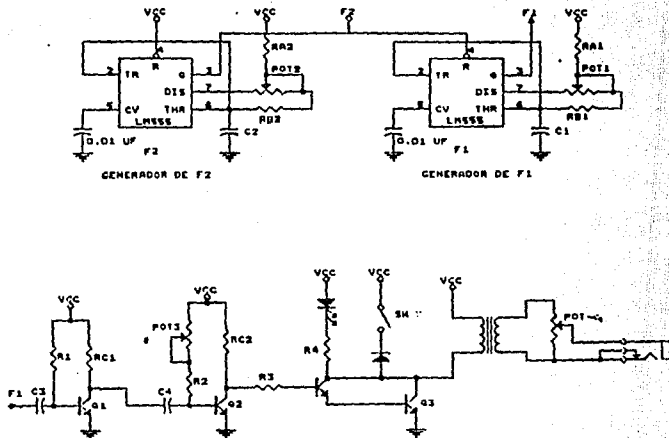 VCC VCC F2 F1 VCC
4 RA2 4 RA1
R R
2 TR Q 3 POT2 2 TR Q 3 POT1
DIS 7 DIS 7
5 CV THR 6 RB2 CV THR 6 RB1
LM555 LM555
C2 C1
0.01 UF 0.01 UF
F2 F1
GENERADOR DE F2 GENERADOR DE F1
VCC VCC VCC
VCC VCC
POT3 SW POT
R1 RC1 RC2 R4
F1 C3 C4 R2 R3
Q1 Q2 Q3